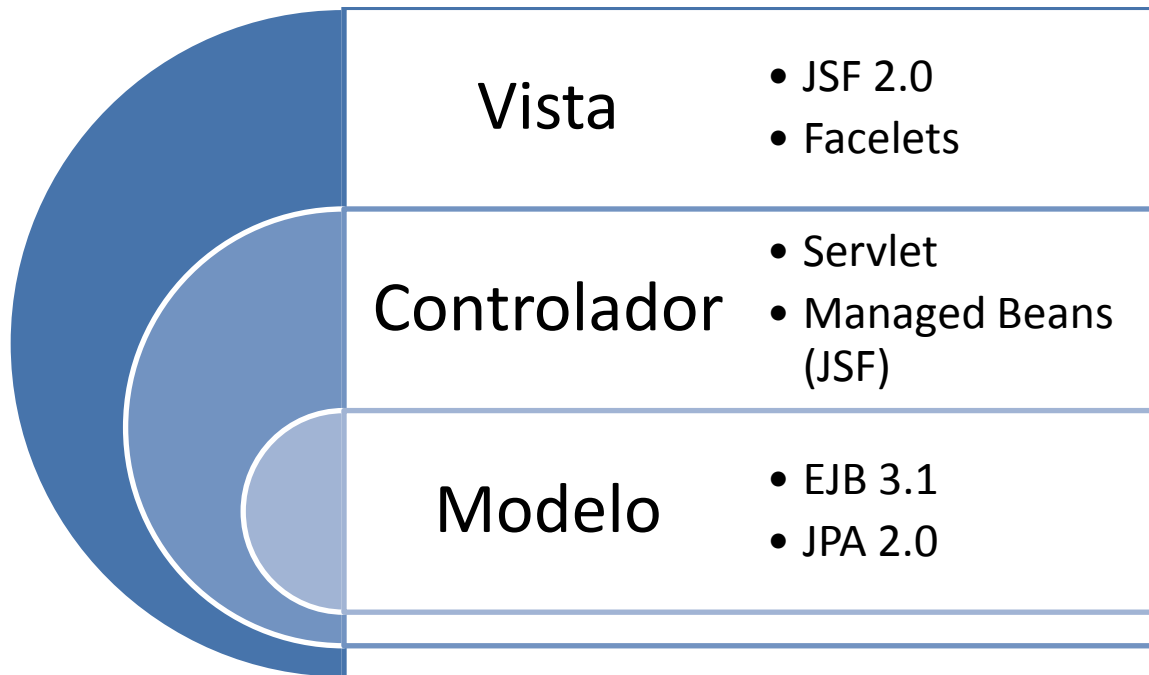 Vista
• JSF 2.0
• Facelets
Controlador
• Servlet
• Managed Beans
(JSF)
Modelo
• EJB 3.1
• JPA 2.0